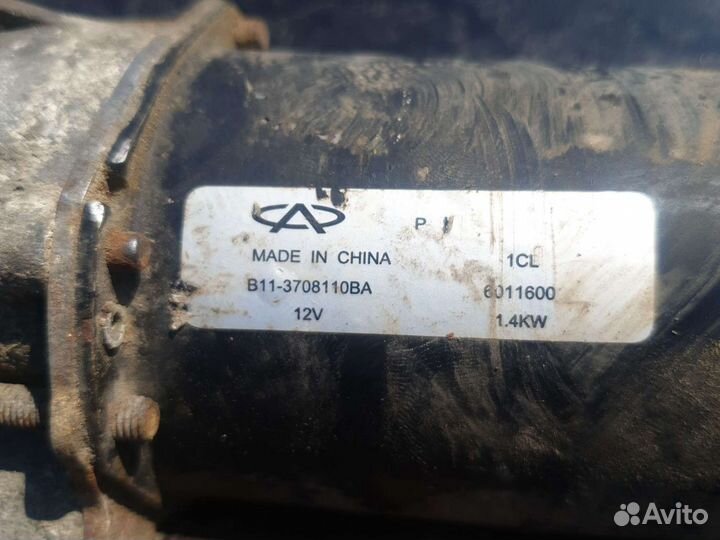 P
MADE IN CHINA 1CL
B11-3708110BA 6011600
12V 1.4KW
Avito